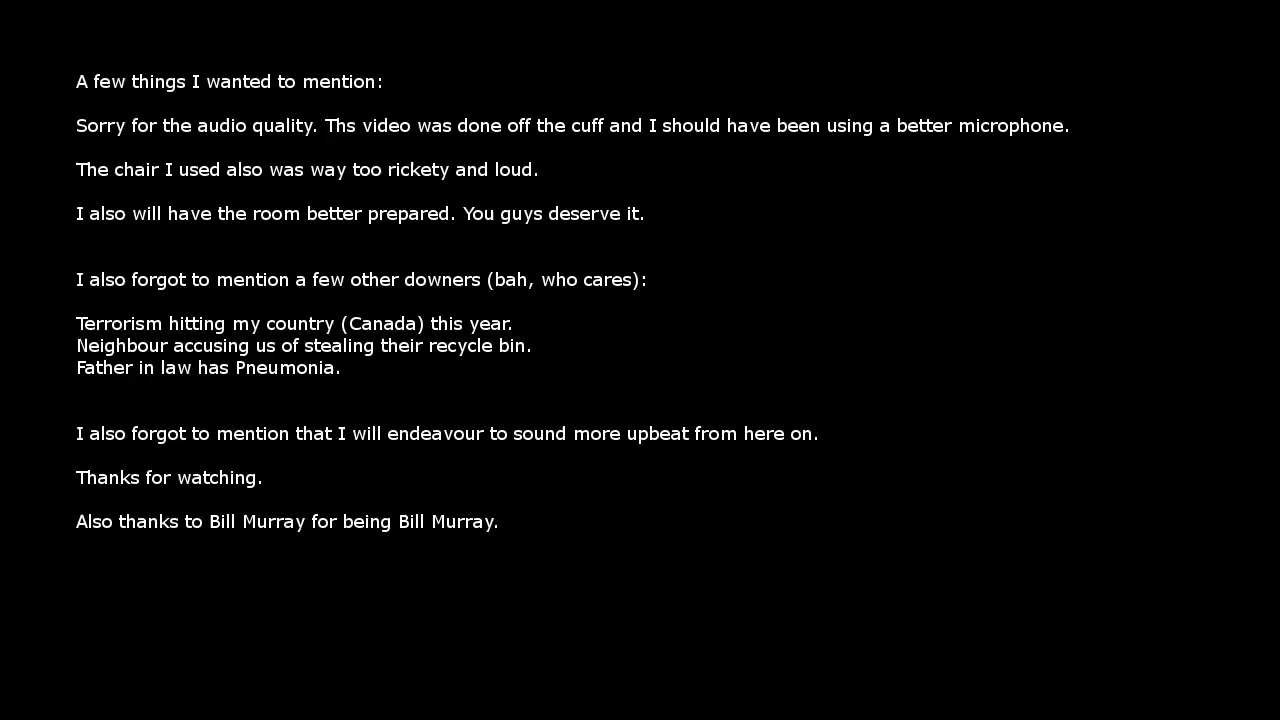 A few things I wanted to mention:
Sorry for the audio quality. Ths video was done off the cuff and I should have been using a better microphone.
The chair I used also was way too rickety and loud.
I also will have the room better prepared. You guys deserve it.
I also forgot to mention a few other downers (bah, who cares):
Terrorism hitting my country (Canada) this year.
Neighbour accusing us of stealing their recycle bin.
Father in law has Pneumonia.
I also forgot to mention that I will endeavour to sound more upbeat from here on.
Thanks for watching.
Also thanks to Bill Murray for being Bill Murray.